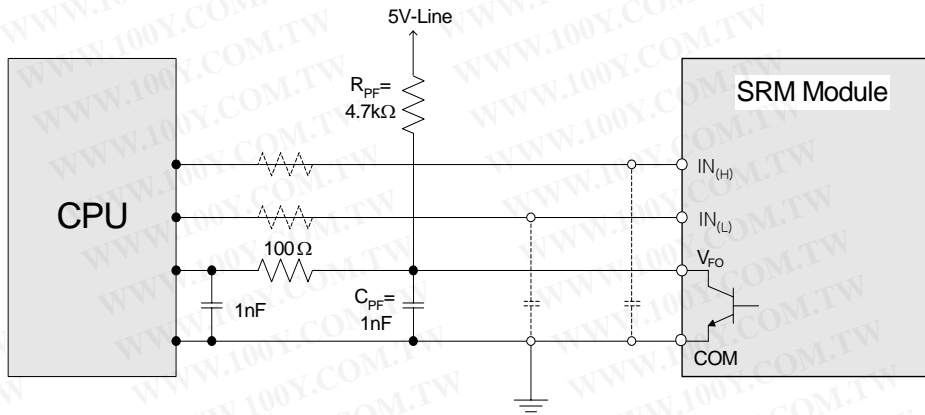 5V-Line
R_PF=
4.7kΩ
SRM Module
CPU
IN(H)
IN(L)
100Ω
V_FO
1nF
C_PF=
1nF
COM
WWW.100Y.COM.TW